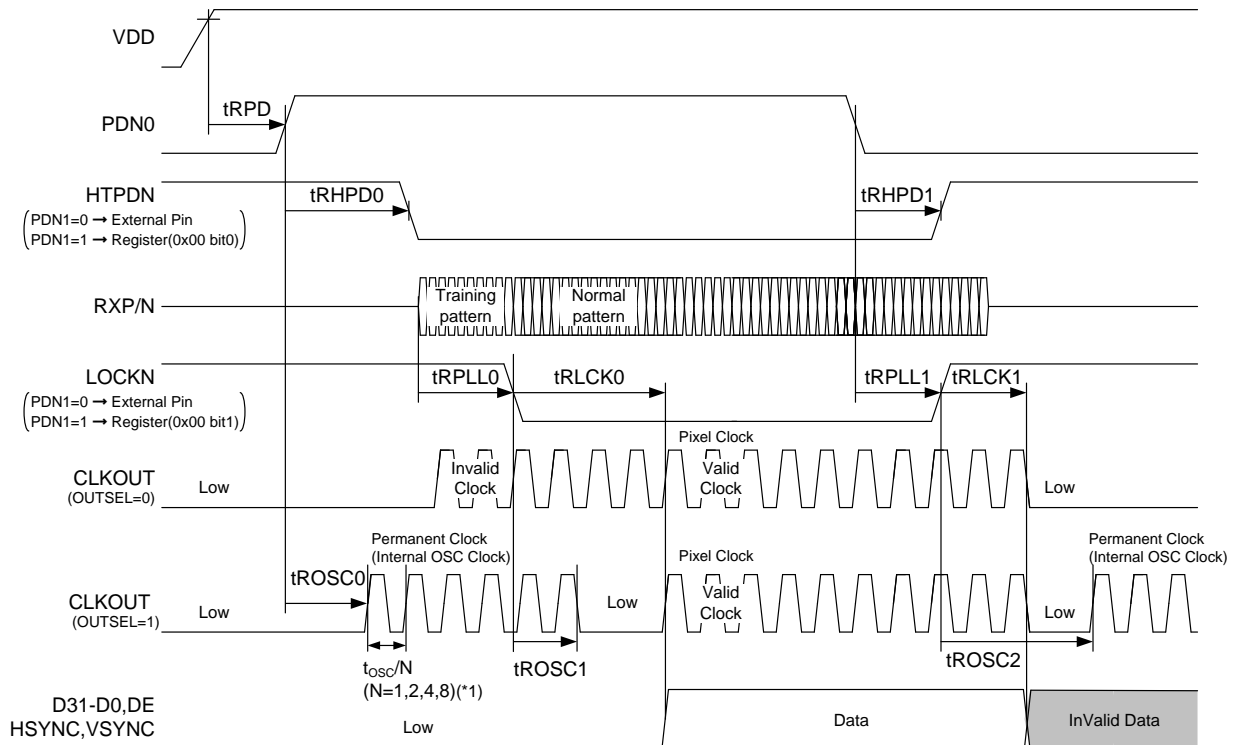 VDD
tRPD
PDN0
HTPDN
(PDN1=0 → External Pin
PDN1=1 → Register(0x00 bit0))
tRHPD0
tRHPD1
RXP/N
Training
pattern
Normal
pattern
LOCKN
(PDN1=0 → External Pin
PDN1=1 → Register(0x00 bit1))
tRPLL0
tRLCK0
tRPLL1
tRLCK1
CLKOUT
(OUTSEL=0)
Low
Invalid
Clock
Pixel Clock
Valid
Clock
Low
CLKOUT
(OUTSEL=1)
Low
tROSC0
Permanent Clock
(Internal OSC Clock)
Low
Pixel Clock
Valid
Clock
Low
Permanent Clock
(Internal OSC Clock)
tOSC/N
(N=1,2,4,8)(*1)
tROSC1
tROSC2
D31-D0,DE
HSYNC,VSYNC
Low
Data
InValid Data